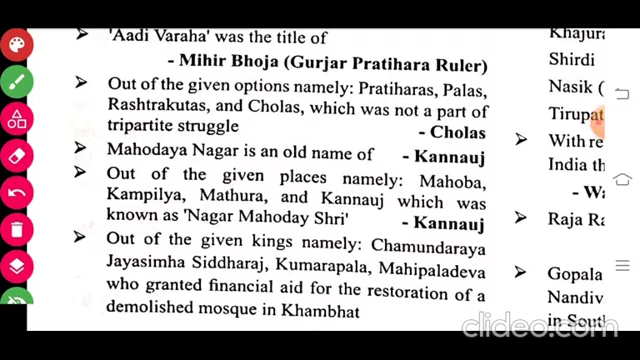 'Aadi Varaha' was the title of
- Mihir Bhoja (Gurjar Pratihara Ruler)
➤ Out of the given options namely: Pratiharas, Palas,
Rashtrakutas, and Cholas, which was not a part of
tripartite struggle - Cholas
➤ Mahodaya Nagar is an old name of - Kannauj
➤ Out of the given places namely: Mahoba,
Kampilya, Mathura, and Kannauj which was
known as 'Nagar Mahoday Shri' - Kannauj
➤ Out of the given kings namely: Chamundaraya
Jayasimha Siddharaj, Kumarapala, Mahipaladeva
who granted financial aid for the restoration of a
demolished mosque in Khambhat
Shirdi
Nasik (
Tirupat
➤ With re
India th
➤ Raja Ra
➤ Gopala
Nandiv
in Sout
clideo.com